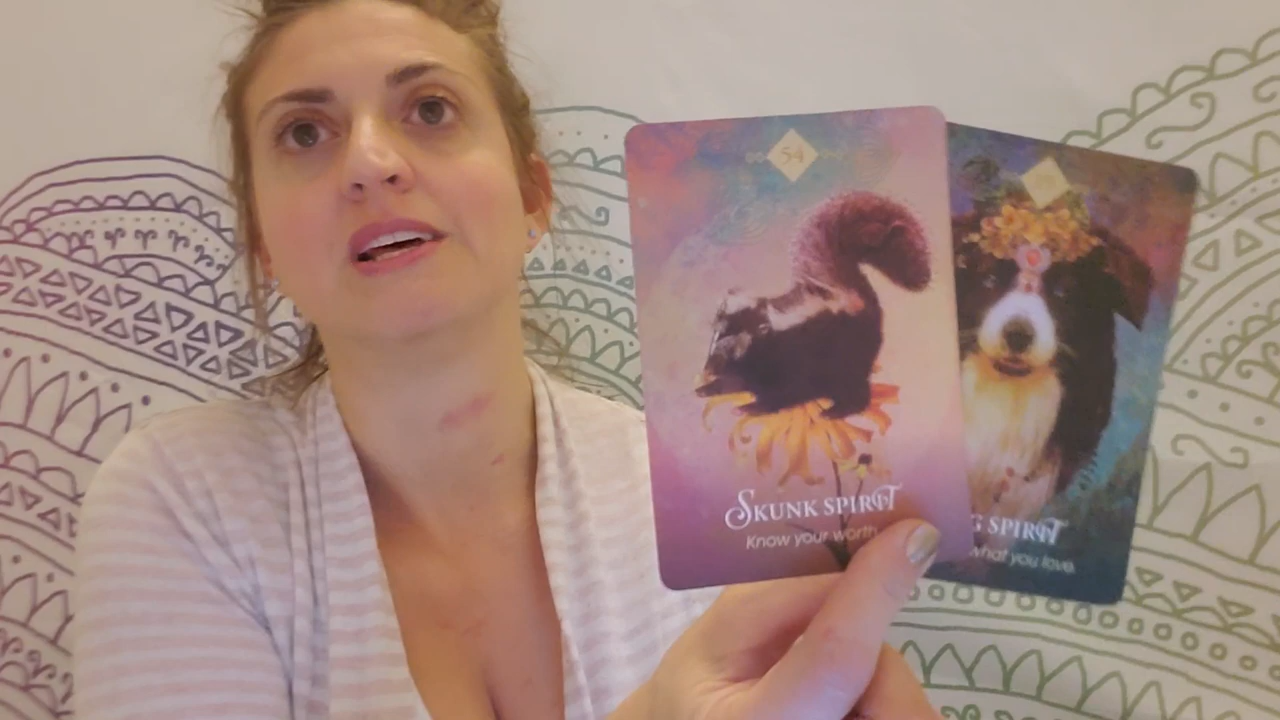 54
SKUNK SPIRIT
Know your worth
G SPIRIT
what you love.